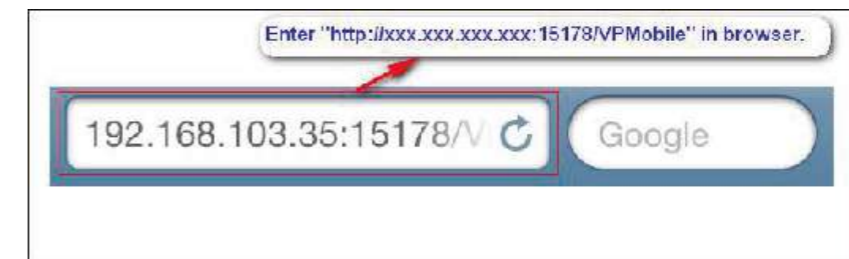 Enter "http://xxx.xxx.xxx.xxx:15178/VPMobile" in browser.
192.168.103.35:15178/V
Google